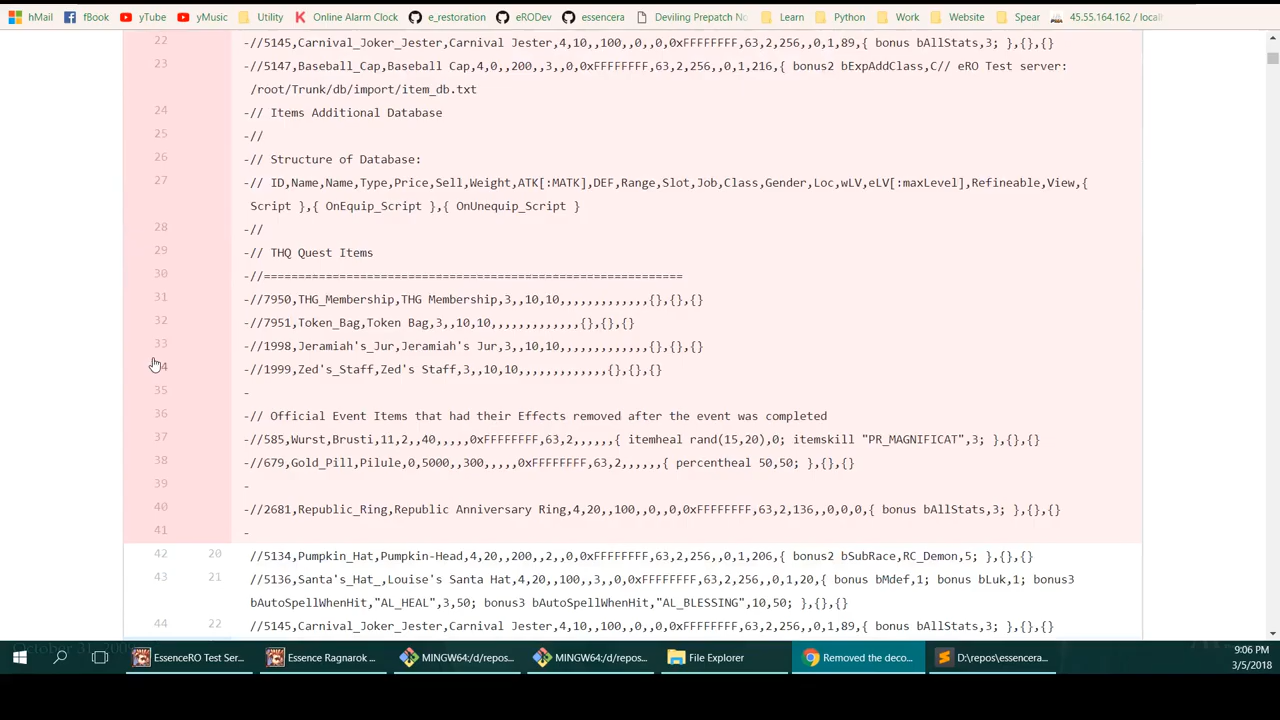 hMail fBook yTube yMusic Utility Online Alarm Clock e_restoration eRODev essencera Deviling Prepatch No Learn Python Work Website Spear 45.55.164.162 / local
22 -//5145,Carnival_Joker_Jester,Carnival Jester,4,10,,100,,0,,0,0xFFFFFFFF,63,2,256,,0,1,89,{ bonus bAllStats,3; },{},{}
23 -//5147,Baseball_Cap,Baseball Cap,4,0,,200,,3,,0,0xFFFFFFFF,63,2,256,,0,1,216,{ bonus2 bExpAddClass,C// eRO Test server:
/root/Trunk/db/import/item_db.txt
24 -// Items Additional Database
25 -//
26 -// Structure of Database:
27 -// ID,Name,Name,Type,Price,Sell,Weight,ATK[:MATK],DEF,Range,Slot,Job,Class,Gender,Loc,wLV,eLV[:maxLevel],Refineable,View,{
Script },{ OnEquip_Script },{ OnUnequip_Script }
28 -//
29 -// THQ Quest Items
30 -//=============================================================
31 -//7950,THG_Membership,THG Membership,3,,10,10,,,,,,,,,,,,,{},{},{}
32 -//7951,Token_Bag,Token Bag,3,,10,10,,,,,,,,,,,,,{},{},{}
33 -//1998,Jeramiah's_Jur,Jeramiah's Jur,3,,10,10,,,,,,,,,,,,,{},{},{}
34 -//1999,Zed's_Staff,Zed's Staff,3,,10,10,,,,,,,,,,,,,{},{},{}
35 -
36 -// Official Event Items that had their Effects removed after the event was completed
37 -//585,Wurst,Brusti,11,2,,40,,,,,0xFFFFFFFF,63,2,,,,,,{ itemheal rand(15,20),0; itemskill "PR_MAGNIFICAT",3; },{},{}
38 -//679,Gold_Pill,Pilule,0,5000,,300,,,,,0xFFFFFFFF,63,2,,,,,,{ percentheal 50,50; },{},{}
39 -
40 -//2681,Republic_Ring,Republic Anniversary Ring,4,20,,100,,0,,0,0xFFFFFFFF,63,2,136,,0,0,0,{ bonus bAllStats,3; },{},{}
41 -
42 20 //5134,Pumpkin_Hat,Pumpkin-Head,4,20,,200,,2,,0,0xFFFFFFFF,63,2,256,,0,1,206,{ bonus2 bSubRace,RC_Demon,5; },{},{}
43 21 //5136,Santa's_Hat_,Louise's Santa Hat,4,20,,100,,3,,0,0xFFFFFFFF,63,2,256,,0,1,20,{ bonus bMdef,1; bonus bLuk,1; bonus3
bAutoSpellWhenHit,"AL_HEAL",3,50; bonus3 bAutoSpellWhenHit,"AL_BLESSING",10,50; },{},{}
44 22 //5145,Carnival_Joker_Jester,Carnival Jester,4,10,,100,,0,,0,0xFFFFFFFF,63,2,256,,0,1,89,{ bonus bAllStats,3; },{},{}
EssenceRO Test Ser... Essence Ragnarok ... MINGW64:/d/repos... MINGW64:/d/repos... File Explorer Removed the deco... D:\repos\essencera...
9:06 PM
3/5/2018